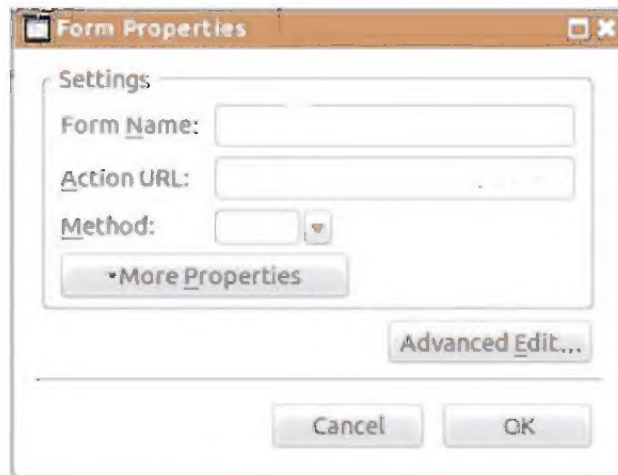 Form Properties
Settings
Form Name:
Action URL:
Method:
More Properties
Advanced Edit...
Cancel
OK